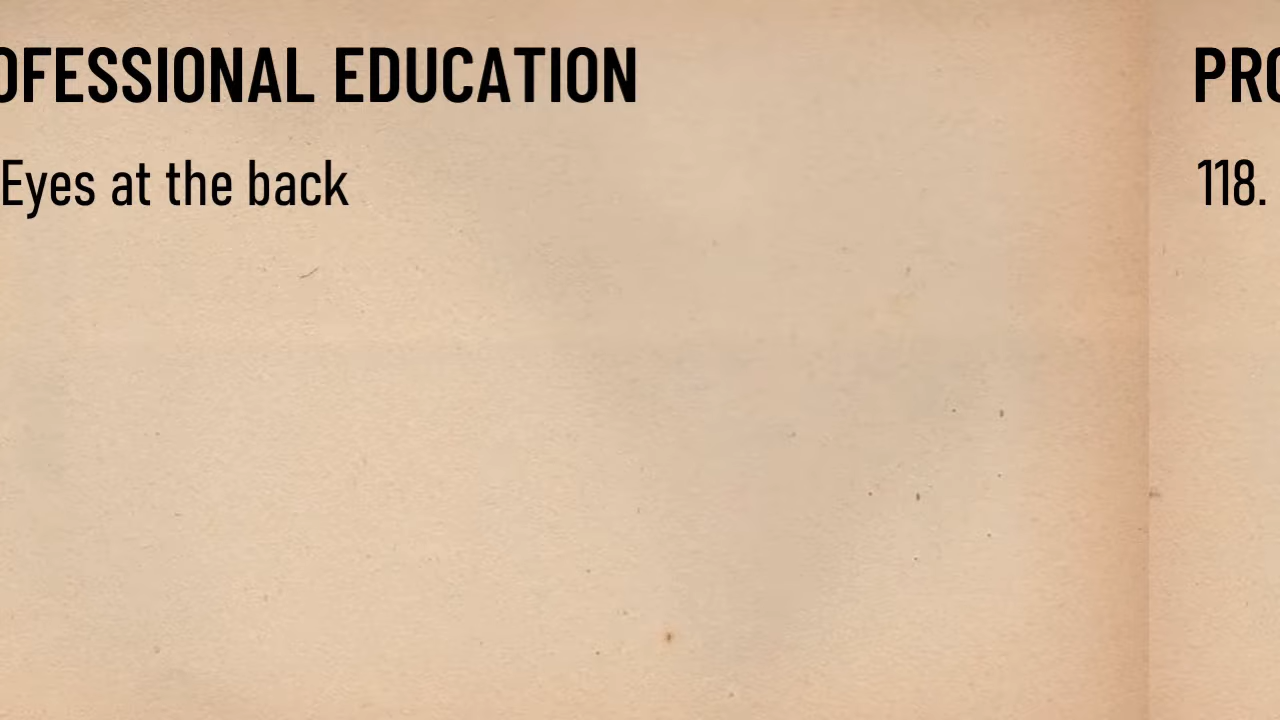 OFESSIONAL EDUCATION
Eyes at the back
PRO
118.